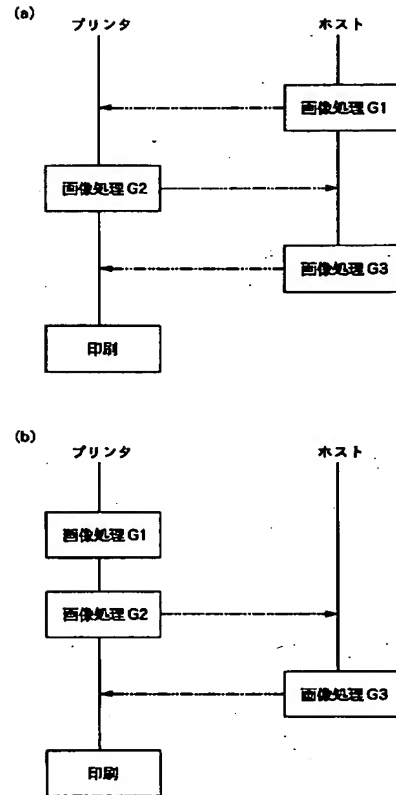 (a)
プリンタ ホスト
画像処理 G1
画像処理 G2
画像処理 G3
印刷
(b)
プリンタ ホスト
画像処理 G1
画像処理 G2
画像処理 G3
印刷